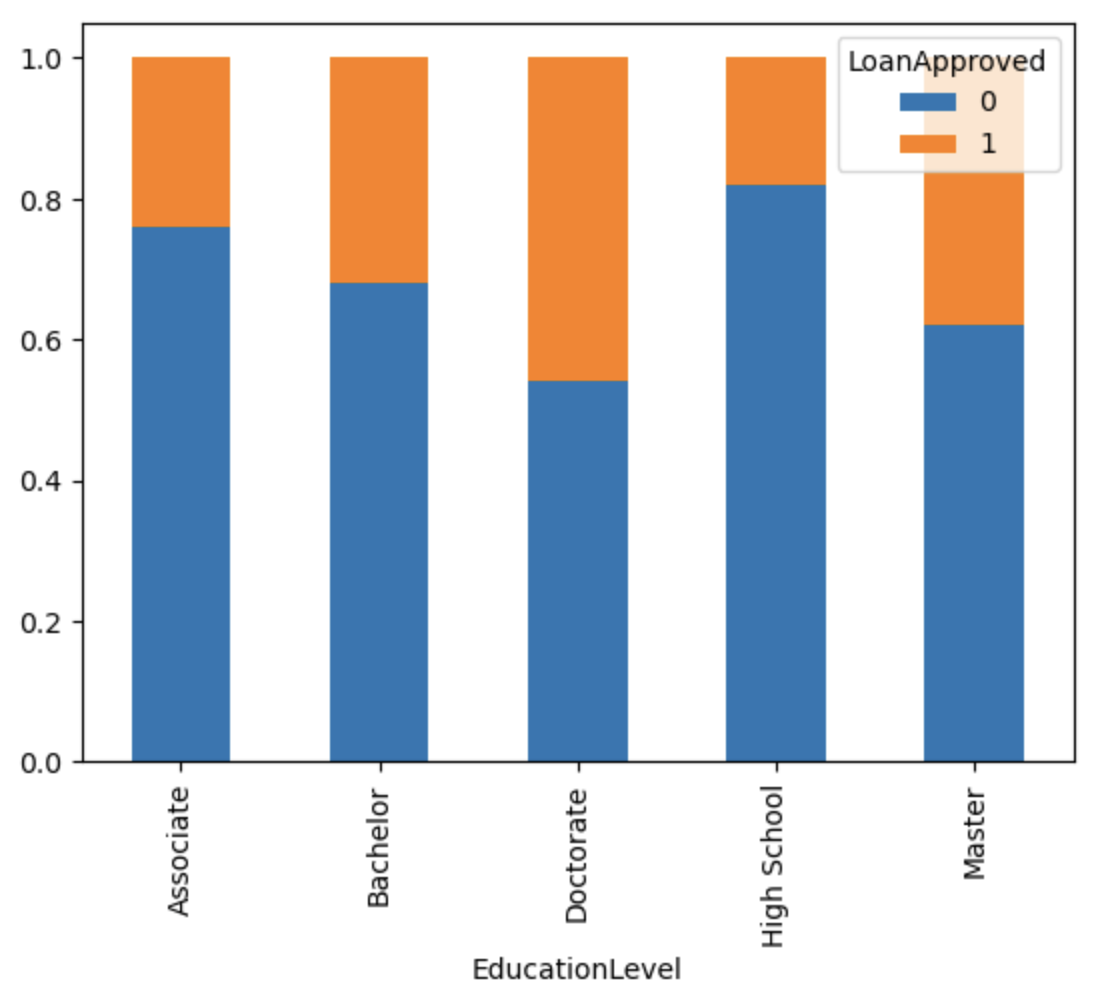 LoanApproved
0
1
1.0
0.8
0.6
0.4
0.2
0.0
Associate
Bachelor
Doctorate
High School
Master
EducationLevel